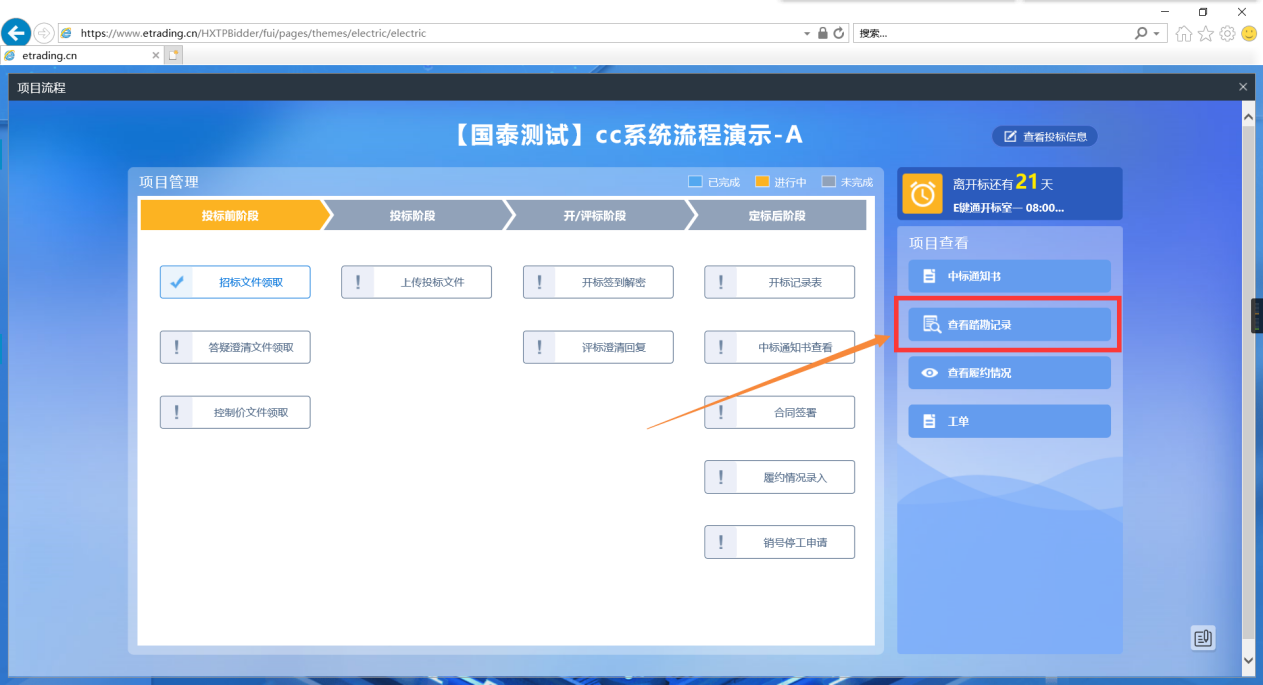 https://www.etrading.cn/HXTPBidder/fui/pages/themes/electric/electric
搜索...
etrading.cn
项目流程
【国泰测试】cc系统流程演示-A
查看投标信息
项目管理
已完成
进行中
未完成
投标前阶段
投标阶段
开/评标阶段
定标后阶段
招标文件领取
上传投标文件
开标签到解密
开标记录表
答疑澄清文件领取
评标澄清回复
中标通知书查看
控制价文件领取
合同签署
履约情况录入
销号停工申请
离开标还有21天
E键通开标室— 08:00...
项目查看
中标通知书
查看踏勘记录
查看履约情况
工单